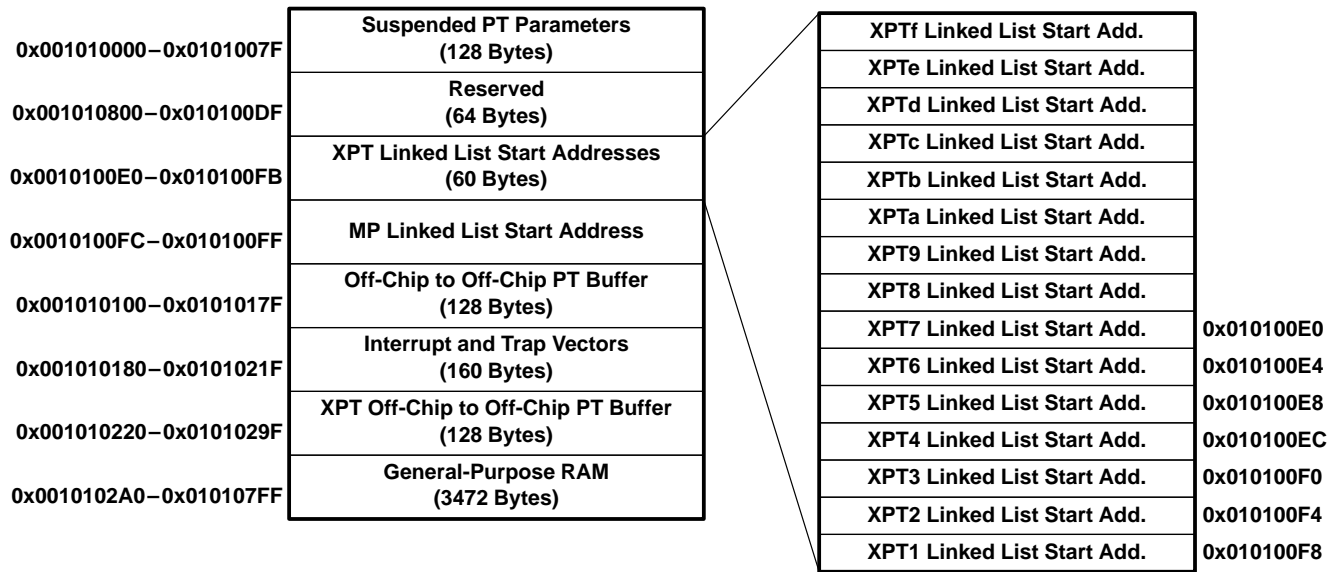 Suspended PT Parameters
(128 Bytes)
0x001010000–0x0101007F
Reserved
(64 Bytes)
0x001010800–0x010100DF
XPT Linked List Start Addresses
(60 Bytes)
0x0010100E0–0x010100FB
MP Linked List Start Address
0x0010100FC–0x010100FF
Off-Chip to Off-Chip PT Buffer
(128 Bytes)
0x001010100–0x0101017F
Interrupt and Trap Vectors
(160 Bytes)
0x001010180–0x0101021F
XPT Off-Chip to Off-Chip PT Buffer
(128 Bytes)
0x001010220–0x0101029F
General-Purpose RAM
(3472 Bytes)
0x0010102A0–0x010107FF
XPTf Linked List Start Add.
XPTe Linked List Start Add.
XPTd Linked List Start Add.
XPTc Linked List Start Add.
XPTb Linked List Start Add.
XPTa Linked List Start Add.
XPT9 Linked List Start Add.
XPT8 Linked List Start Add.
XPT7 Linked List Start Add. 0x010100E0
XPT6 Linked List Start Add. 0x010100E4
XPT5 Linked List Start Add. 0x010100E8
XPT4 Linked List Start Add. 0x010100EC
XPT3 Linked List Start Add. 0x010100F0
XPT2 Linked List Start Add. 0x010100F4
XPT1 Linked List Start Add. 0x010100F8